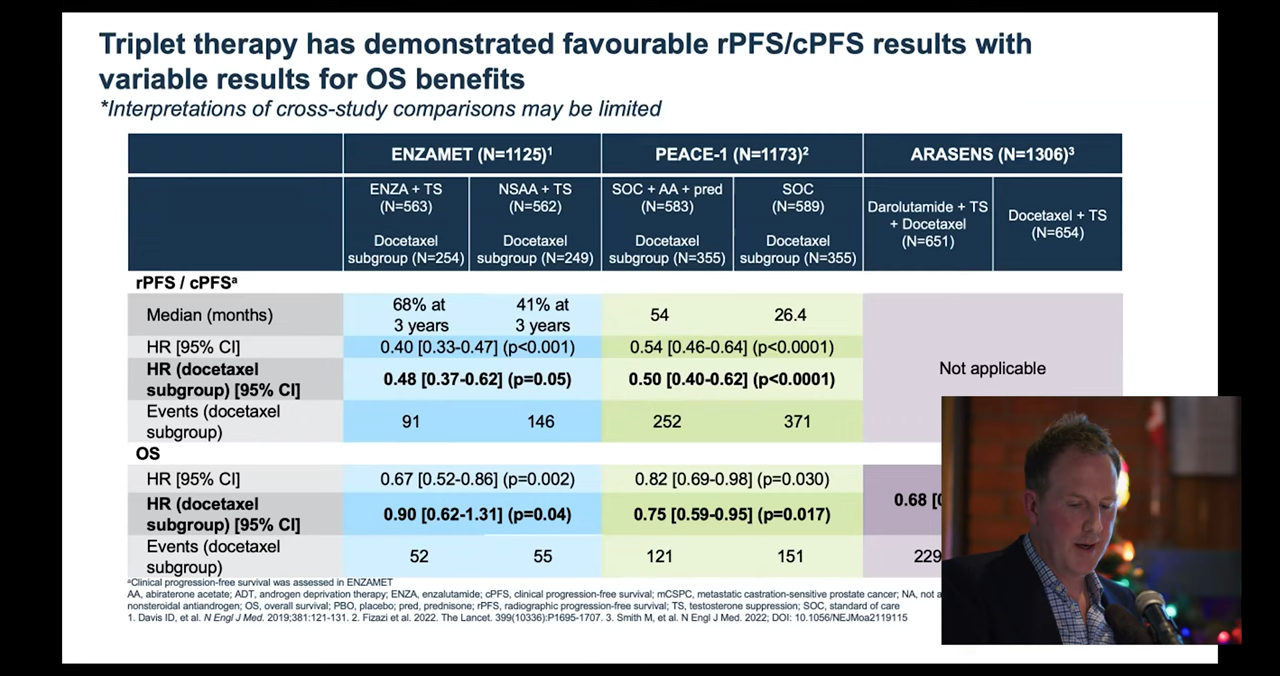 Triplet therapy has demonstrated favourable rPFS/cPFS results with
variable results for OS benefits
*Interpretations of cross-study comparisons may be limited
ENZAMET (N=1125)¹ PEACE-1 (N=1173)² ARASENS (N=1306)³
ENZA + TS (N=563) Docetaxel subgroup (N=254) NSAA + TS (N=562) Docetaxel subgroup (N=249) SOC + AA + pred (N=583) Docetaxel subgroup (N=355) SOC (N=589) Docetaxel subgroup (N=355) Darolutamide + TS + Docetaxel (N=651) Docetaxel + TS (N=654)
rPFS / cPFSᵃ
Median (months) 68% at 3 years 41% at 3 years 54 26.4
HR [95% CI] 0.40 [0.33-0.47] (p<0.001) 0.54 [0.46-0.64] (p<0.0001)
HR (docetaxel subgroup) [95% CI] 0.48 [0.37-0.62] (p=0.05) 0.50 [0.40-0.62] (p<0.0001) Not applicable
Events (docetaxel subgroup) 91 146 252 371
OS
HR [95% CI] 0.67 [0.52-0.86] (p=0.002) 0.82 [0.69-0.98] (p=0.030)
0.68
HR (docetaxel subgroup) [95% CI] 0.90 [0.62-1.31] (p=0.04) 0.75 [0.59-0.95] (p=0.017)
Events (docetaxel subgroup) 52 55 121 151 229
ᵃClinical progression-free survival was assessed in ENZAMET
AA, abiraterone acetate; ADT, androgen deprivation therapy; ENZA, enzalutamide; cPFS, clinical progression-free survival; mCSPC, metastatic castration-sensitive prostate cancer; NA, not
nonsteroidal antiandrogen; OS, overall survival; PBO, placebo; pred, prednisone; rPFS, radiographic progression-free survival; TS, testosterone suppression; SOC, standard of care
1. Davis ID, et al. N Engl J Med. 2019;381:121-131. 2. Fizazi et al. 2022. The Lancet. 399(10336):P1695-1707. 3. Smith M, et al. N Engl J Med. 2022; DOI: 10.1056/NEJMoa2119115